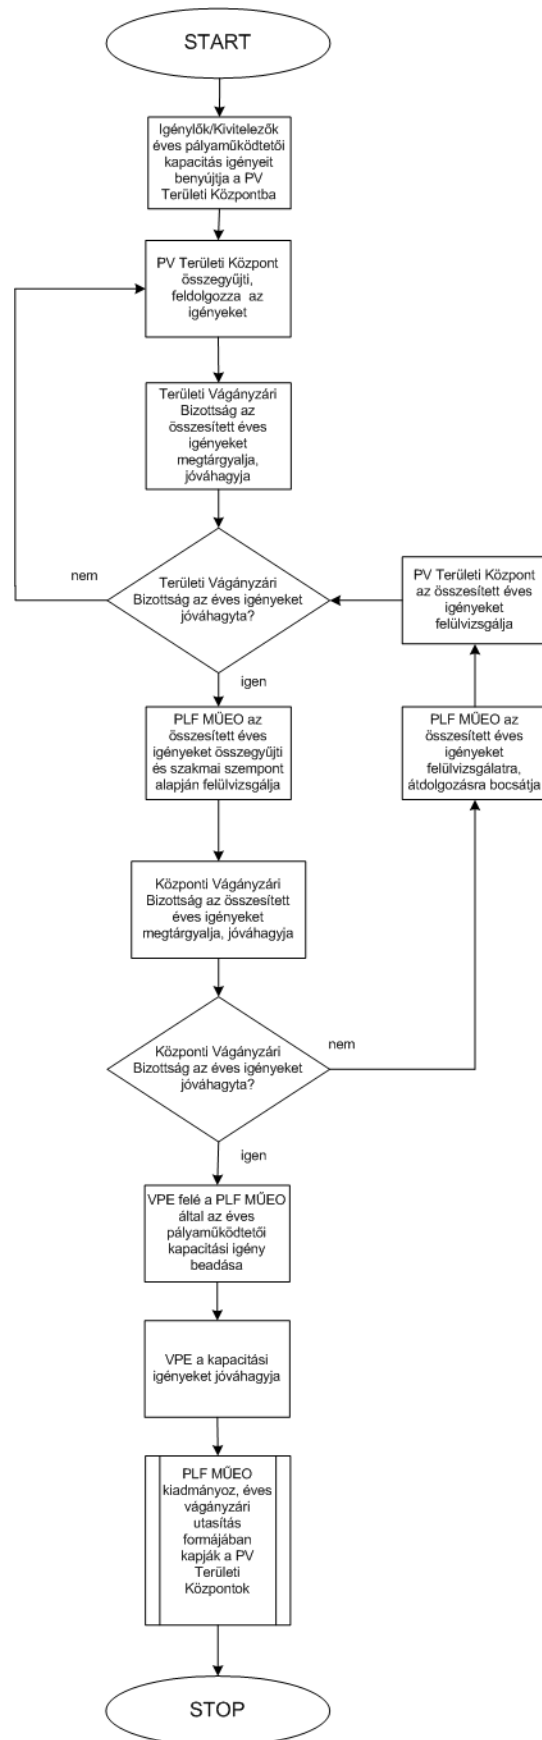 START
Igénylők/Kivitelezők
éves pályaműködtetői
kapacitás igényeit
benyújtja a PV
Területi Központba
PV Területi Központ
összegyűjti,
feldolgozza az
igényeket
Területi Vágányzári
Bizottság az
összesített éves
igényeket
megtárgyalja,
jóváhagyja
nem
Területi Vágányzári
Bizottság az éves igényeket
jóváhagyta?
PV Területi Központ
az összesített éves
igényeket
felülvizsgálja
igen
PLF MŰEO az
összesített éves
igényeket összegyűjti
és szakmai szempont
alapján felülvizsgálja
PLF MŰEO az
összesített éves
igényeket
felülvizsgálatra,
átdolgozásra bocsátja
Központi Vágányzári
Bizottság az összesített
éves igényeket
megtárgyalja, jóváhagyja
Központi Vágányzári
Bizottság az éves igényeket
jóváhagyta?
nem
igen
VPE felé a PLF MŰEO
által az éves
pályaműködtetői
kapacitási igény
beadása
VPE a kapacitási
igényeket jóváhagyja
PLF MŰEO
kiadmányoz, éves
vágányzári
utasítás
formájában
kapják a PV
Területi
Központok
STOP